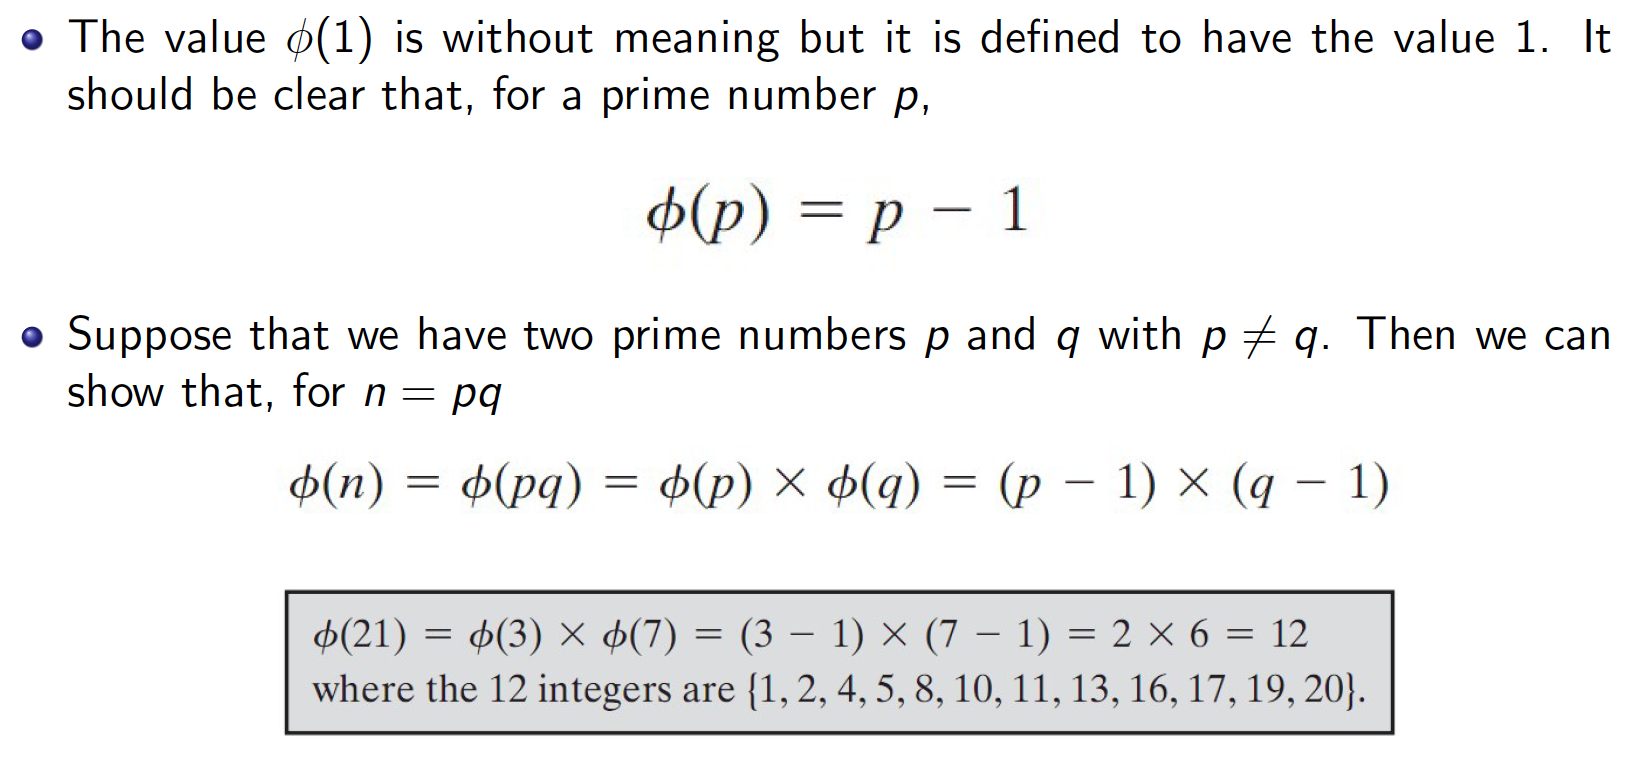 • The value ϕ(1) is without meaning but it is defined to have the value 1. It
should be clear that, for a prime number p,
ϕ(p) = p − 1
• Suppose that we have two prime numbers p and q with p ≠ q. Then we can
show that, for n = pq
ϕ(n) = ϕ(pq) = ϕ(p) × ϕ(q) = (p − 1) × (q − 1)
ϕ(21) = ϕ(3) × ϕ(7) = (3 − 1) × (7 − 1) = 2 × 6 = 12
where the 12 integers are {1, 2, 4, 5, 8, 10, 11, 13, 16, 17, 19, 20}.